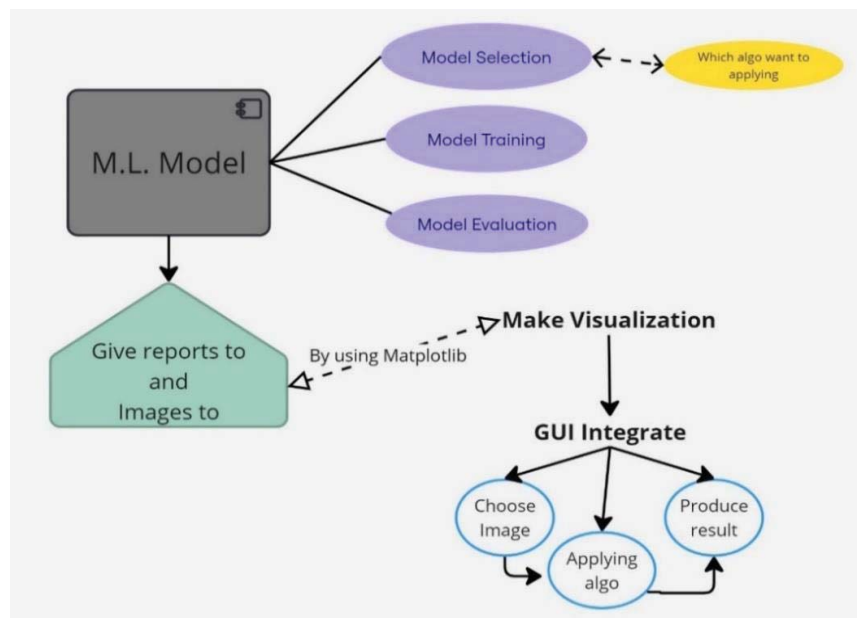 Model Selection
Which algo want to
applying
M.L. Model
Model Training
Model Evaluation
Give reports to
and
Images to
By using Matplotlib
Make Visualization
GUI Integrate
Choose
Image
Applying
algo
Produce
result